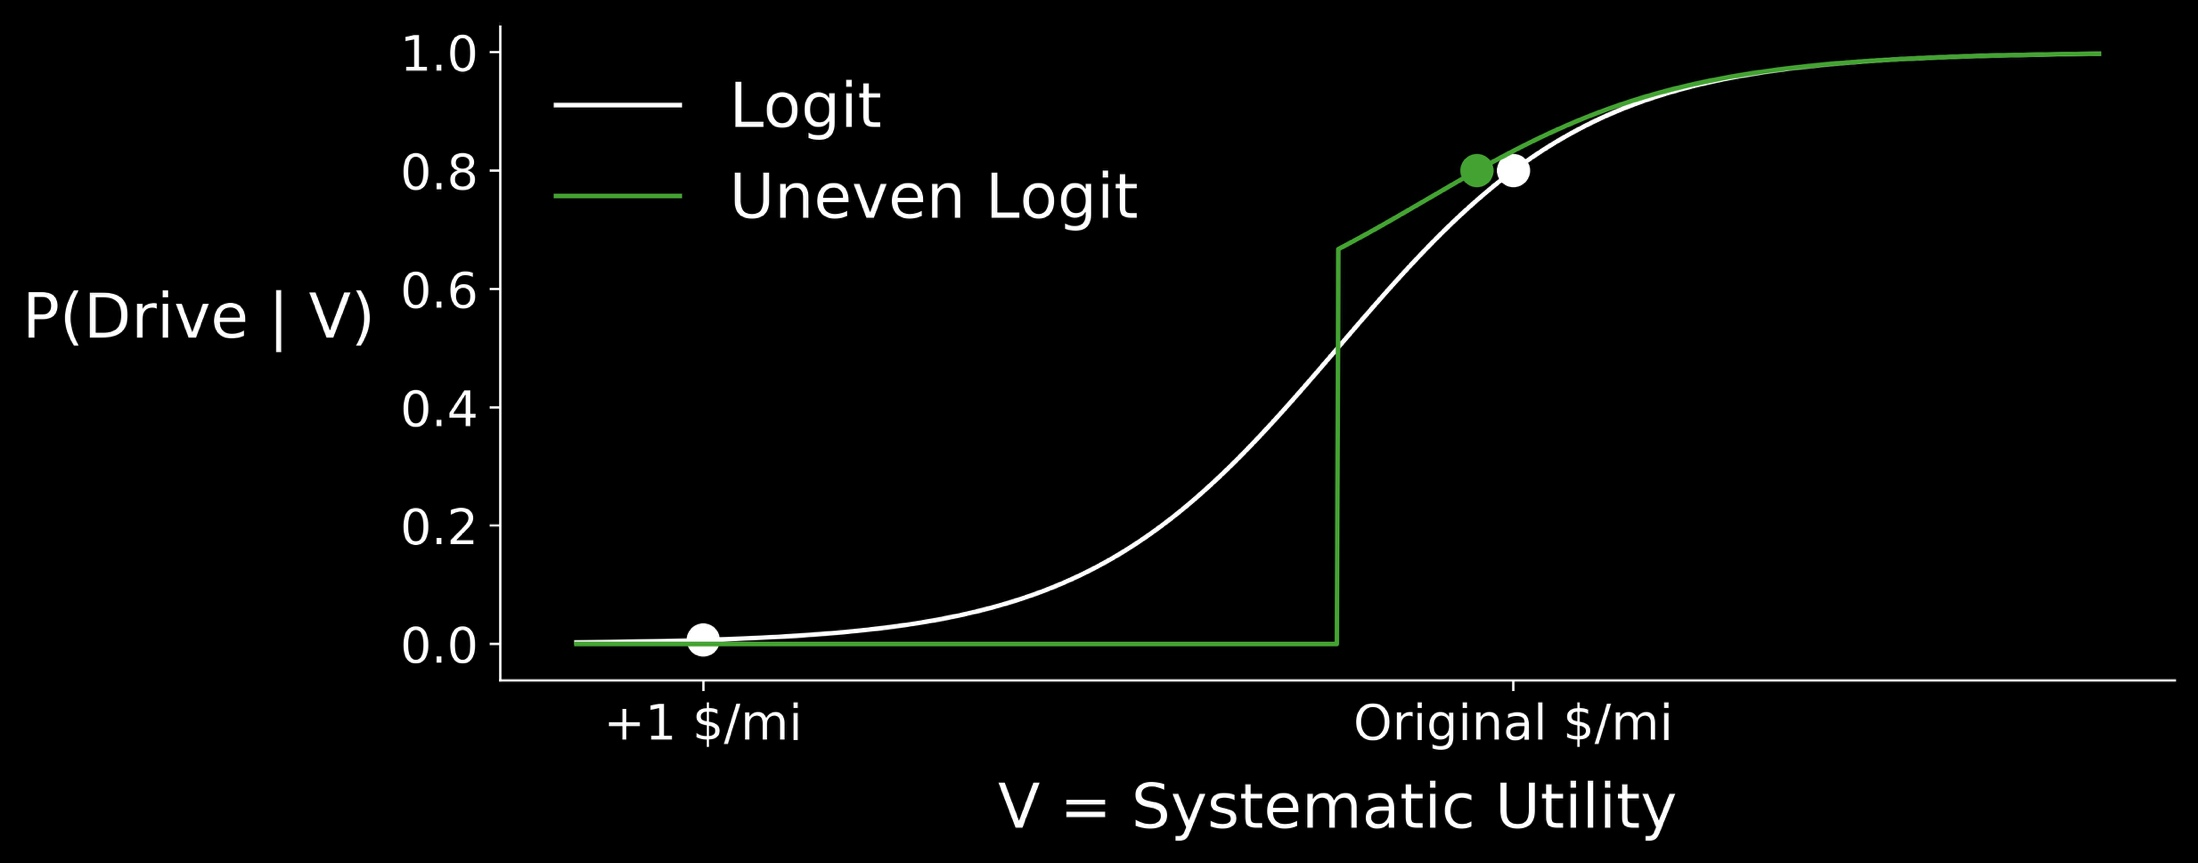 1.0
Logit
0.8
Uneven Logit
0.6
P(Drive | V)
0.4
0.2
0.0
+1 $/mi
Original $/mi
V = Systematic Utility